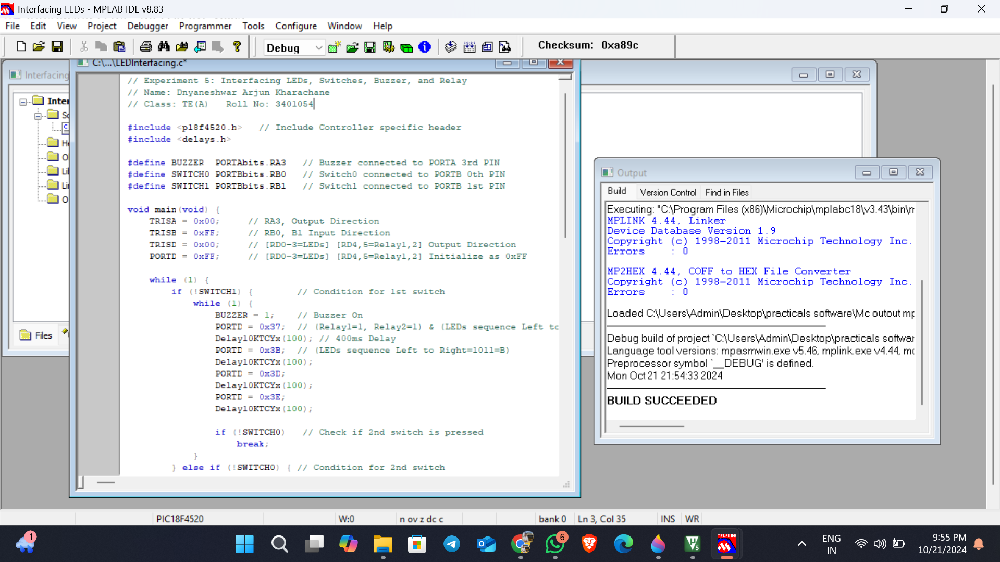 Interfacing LEDs - MPLAB IDE v8.83
File Edit View Project Debugger Programmer Tools Configure Window Help
Debug
Checksum: 0xa89c
C:\...\LEDInterfacing.c*
Interfacing
Inter
So
He
O
Li
Li
O
Files
// Experiment 5: Interfacing LEDs, Switches, Buzzer, and Relay
// Name: Dnyaneshwar Arjun Kharachane
// Class: TE(A)   Roll No: 3401054
#include <p18f4520.h>   // Include Controller specific header
#include <delays.h>
#define BUZZER  PORTAbits.RA3   // Buzzer connected to PORTA 3rd PIN
#define SWITCH0 PORTBbits.RB0   // Switch0 connected to PORTB 0th PIN
#define SWITCH1 PORTBbits.RB1   // Switch1 connected to PORTB 1st PIN
void main(void) {
TRISA = 0x00;     // RA3, Output Direction
TRISB = 0xFF;     // RB0, B1 Input Direction
TRISD = 0x00;     // [RD0-3=LEDs] [RD4,5=Relay1,2] Output Direction
PORTD = 0xFF;     // [RD0-3=LEDs] [RD4,5=Relay1,2] Initialize as 0xFF
while (1) {
if (!SWITCH1) {        // Condition for 1st switch
while (1) {
BUZZER = 1;    // Buzzer On
PORTD = 0x37;  // (Relay1=1, Relay2=1) & (LEDs sequence Left to
Delay10KTCYx(100); // 400ms Delay
PORTD = 0x3B;  // (LEDs sequence Left to Right=1011=B)
Delay10KTCYx(100);
PORTD = 0x3D;
Delay10KTCYx(100);
PORTD = 0x3E;
Delay10KTCYx(100);
if (!SWITCH0)   // Check if 2nd switch is pressed
break;
}
} else if (!SWITCH0) { // Condition for 2nd switch
Output
Build Version Control Find in Files
Executing: "C:\Program Files (x86)\Microchip\mplabc18\v3.43\bin\m
MPLINK 4.44, Linker
Device Database Version 1.9
Copyright (c) 1998-2011 Microchip Technology Inc.
Errors    : 0
MP2HEX 4.44, COFF to HEX File Converter
Copyright (c) 1998-2011 Microchip Technology Inc.
Errors    : 0
Loaded C:\Users\Admin\Desktop\practicals software\Mc outout mp
Debug build of project `C:\Users\Admin\Desktop\practicals softwar
Language tool versions: mpasmwin.exe v5.46, mplink.exe v4.44, mc
Preprocessor symbol `__DEBUG' is defined.
Mon Oct 21 21:54:33 2024
BUILD SUCCEEDED
PIC18F4520 W:0 n ov z dc c bank 0 Ln 3, Col 35 INS WR
1
6
MPLAB IDE
ENG
IN
9:55 PM
10/21/2024